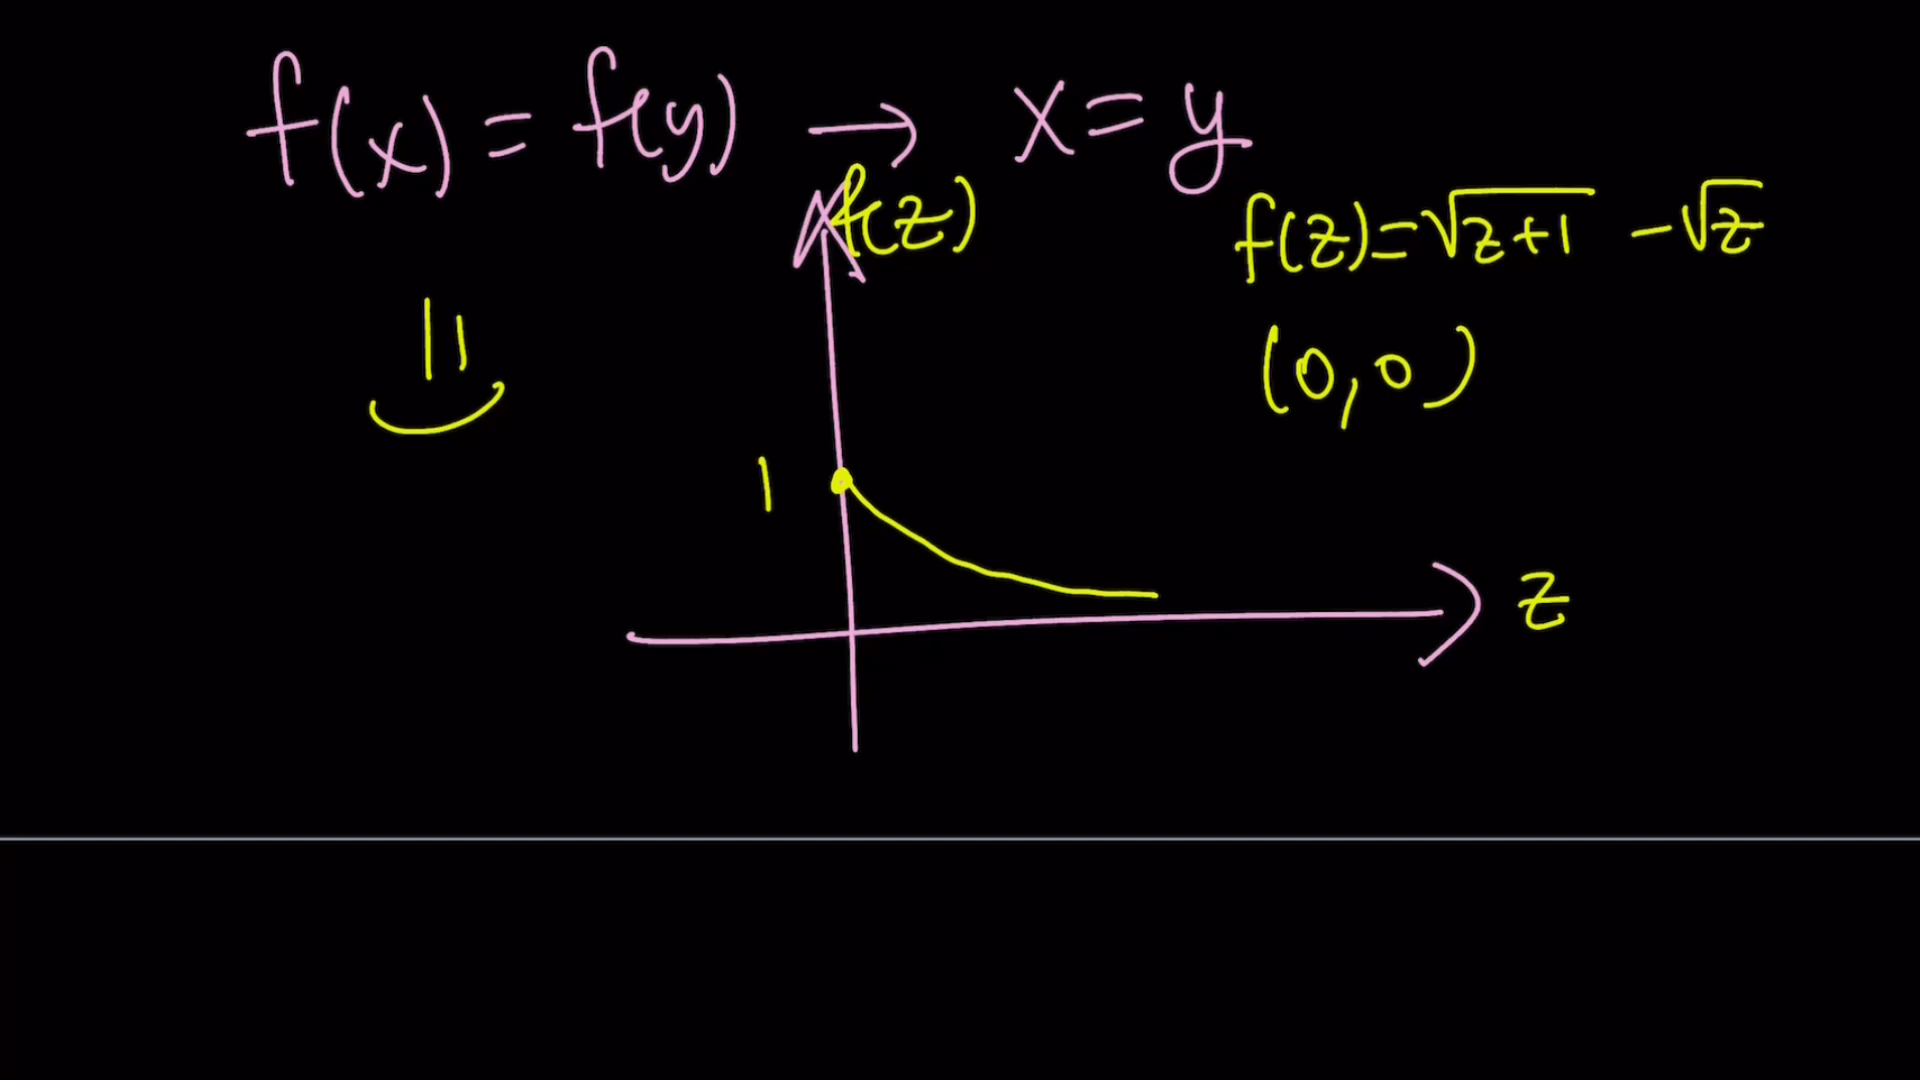 f(x) = f(y) → x = y
f(z)
f(z) = √z+1 - √z
(0,0)
1
z